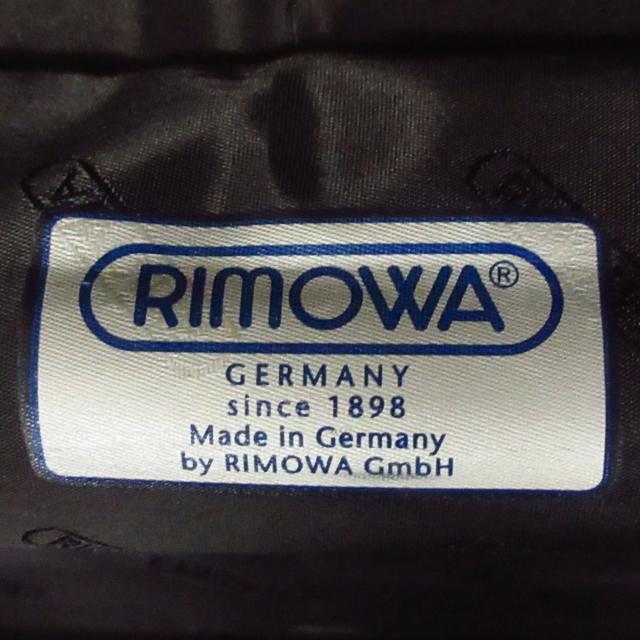 RIMOWA®
GERMANY
since 1898
Made in Germany
by RIMOWA GmbH